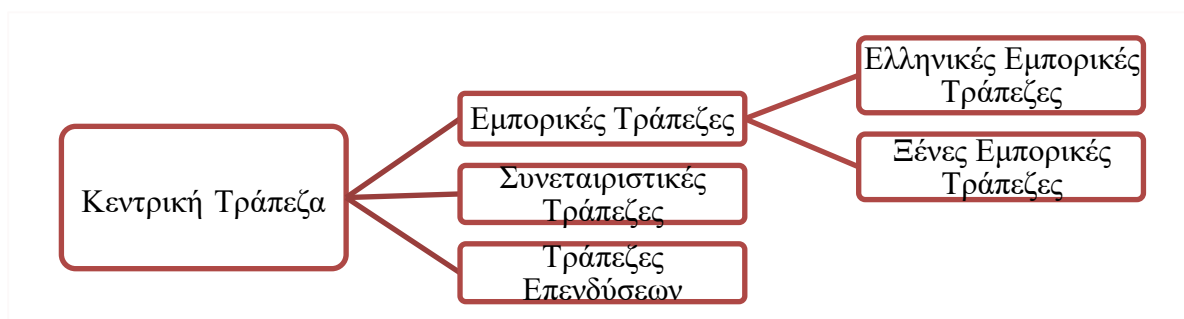 Κεντρική Τράπεζα
Εμπορικές Τράπεζες
Συνεταιριστικές
Τράπεζες
Τράπεζες
Επενδύσεων
Ελληνικές Εμπορικές
Τράπεζες
Ξένες Εμπορικές
Τράπεζες